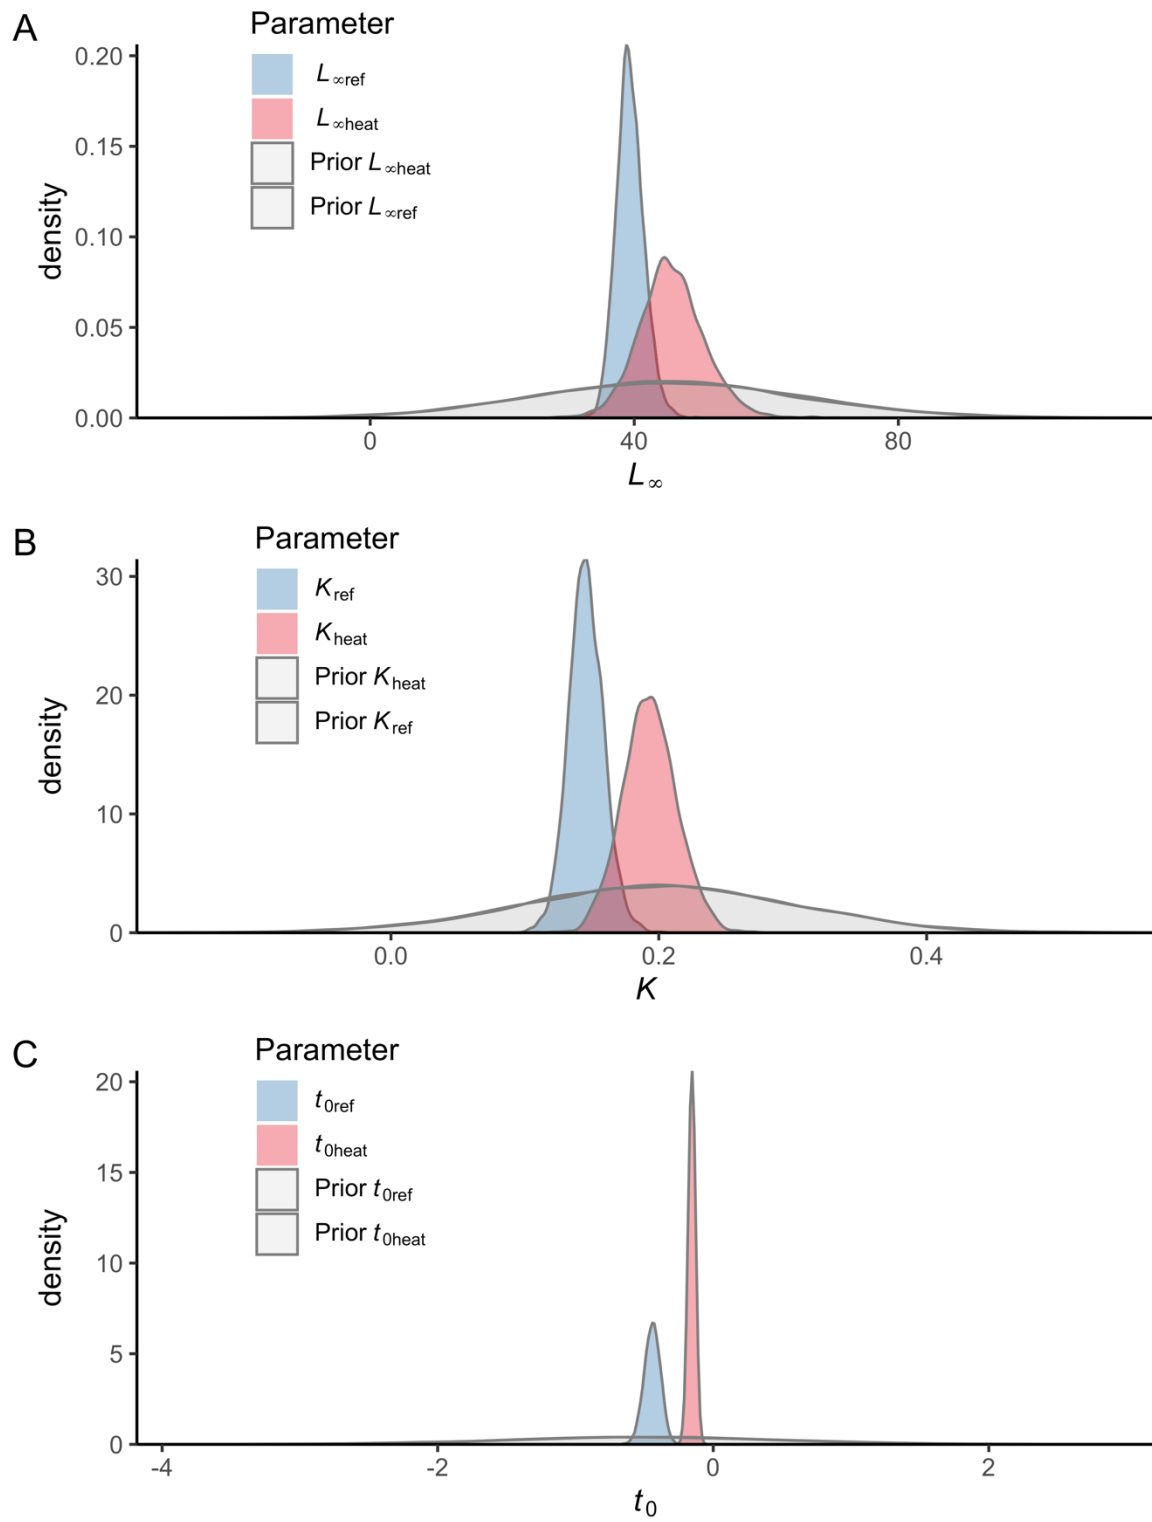 A
Parameter
L∞ref
L∞heat
Prior L∞heat
Prior L∞ref
density
0.20
0.15
0.10
0.05
0.00
0 40 80
L∞
B
Parameter
Kref
Kheat
Prior Kheat
Prior Kref
density
30
20
10
0
0.0 0.2 0.4
K
C
Parameter
t0ref
t0heat
Prior t0ref
Prior t0heat
density
20
15
10
5
0
-4 -2 0 2
t0